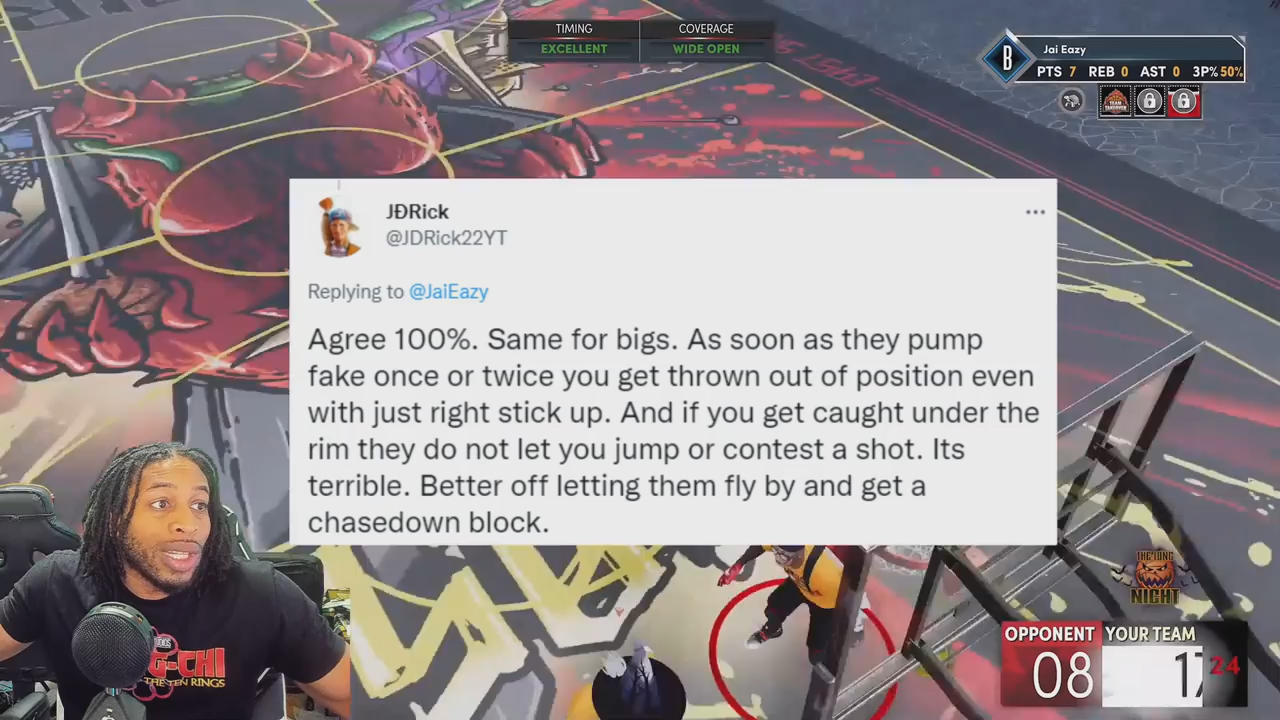 TIMING
COVERAGE
EXCELLENT
WIDE OPEN
B
Jai Eazy
PTS 7 REB 0 AST 0 3P% 50%
JĐRick
@JDRick22YT
Replying to @JaiEazy
Agree 100%. Same for bigs. As soon as they pump
fake once or twice you get thrown out of position even
with just right stick up. And if you get caught under the
rim they do not let you jump or contest a shot. Its
terrible. Better off letting them fly by and get a
chasedown block.
THE LONG
NIGHT
THE TEN RINGS
OPPONENT YOUR TEAM
08 17 24